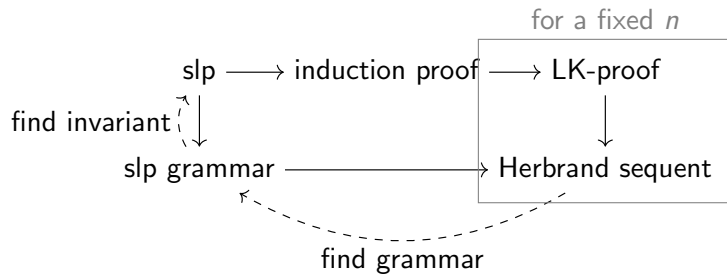 for a fixed n
slp
induction proof
LK-proof
find invariant
slp grammar
Herbrand sequent
find grammar